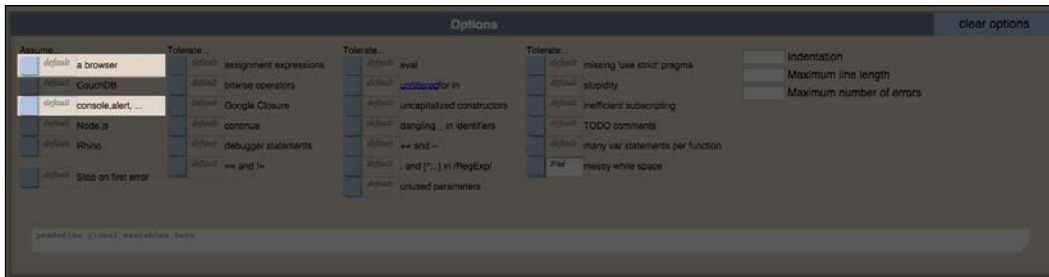 Options
clear options
Assume...
default a browser
default CouchDB
default console,alert, ...
default Node.js
default Rhino
default Stop on first error
Tolerate...
default assignment expressions
default bitwise operators
default Google Closure
default continue
default debugger statements
default == and !=
Tolerate...
default eval
default unfiltered for in
default uncapitalized constructors
default dangling _ in identifiers
default ++ and --
default . and [^...] in /RegExp/
default unused parameters
Tolerate...
default missing 'use strict' pragma
default stupidity
default inefficient subscripting
default TODO comments
default many var statements per function
true messy white space
Indentation
Maximum line length
Maximum number of errors
predefine global variables here